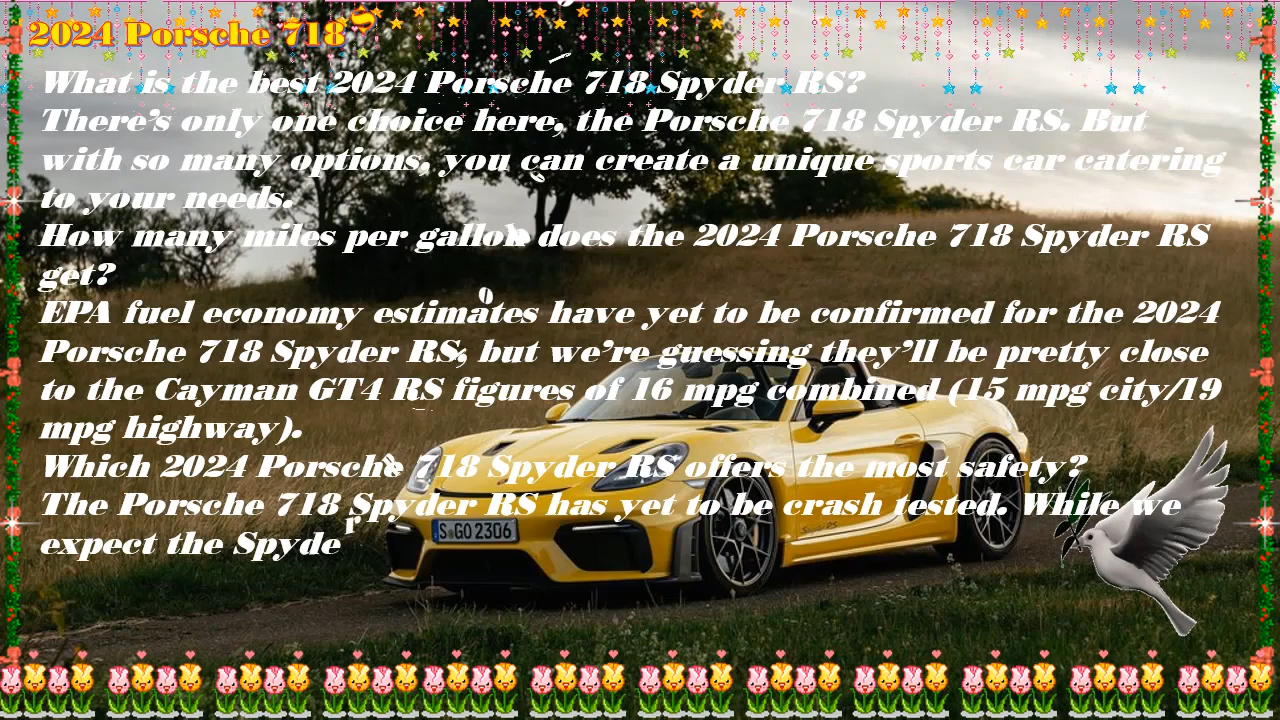 2024 Porsche 718 S
What is the best 2024 Porsche 718 Spyder RS?
There's only one choice here, the Porsche 718 Spyder RS. But
with so many options, you can create a unique sports car catering
to your needs.
How many miles per gallon does the 2024 Porsche 718 Spyder RS
get?
EPA fuel economy estimates have yet to be confirmed for the 2024
Porsche 718 Spyder RS, but we're guessing they'll be pretty close
to the Cayman GT4 RS figures of 16 mpg combined (15 mpg city/19
mpg highway).
Which 2024 Porsche 718 Spyder RS offers the most safety?
The Porsche 718 Spyder RS has yet to be crash tested. While we
expect the Spyder
S GO 2306